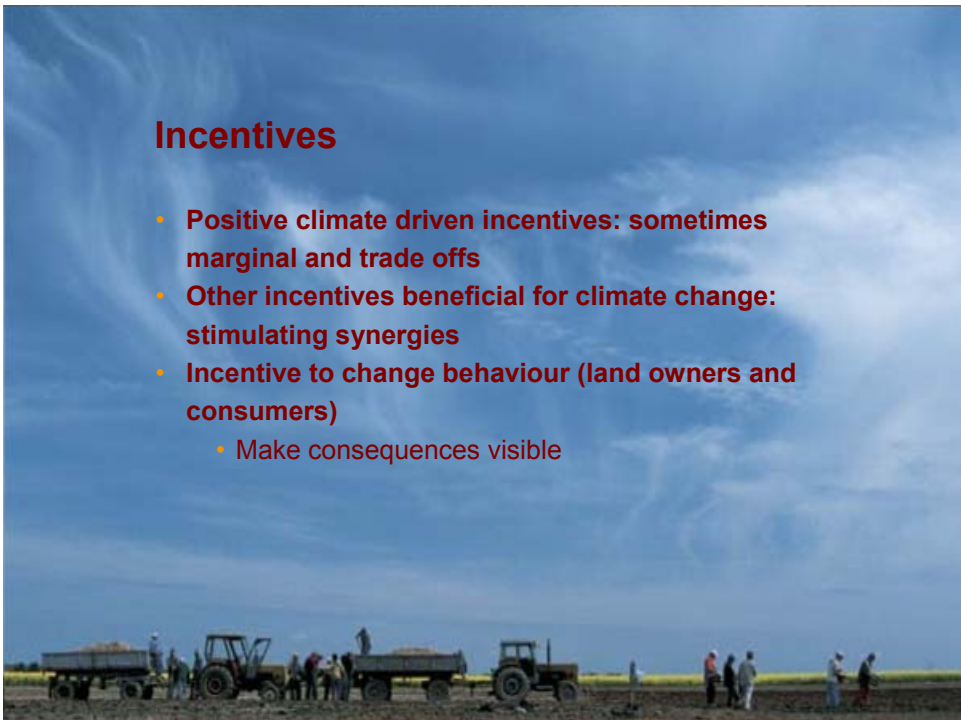 Incentives
• Positive climate driven incentives: sometimes
marginal and trade offs
• Other incentives beneficial for climate change:
stimulating synergies
• Incentive to change behaviour (land owners and
consumers)
• Make consequences visible